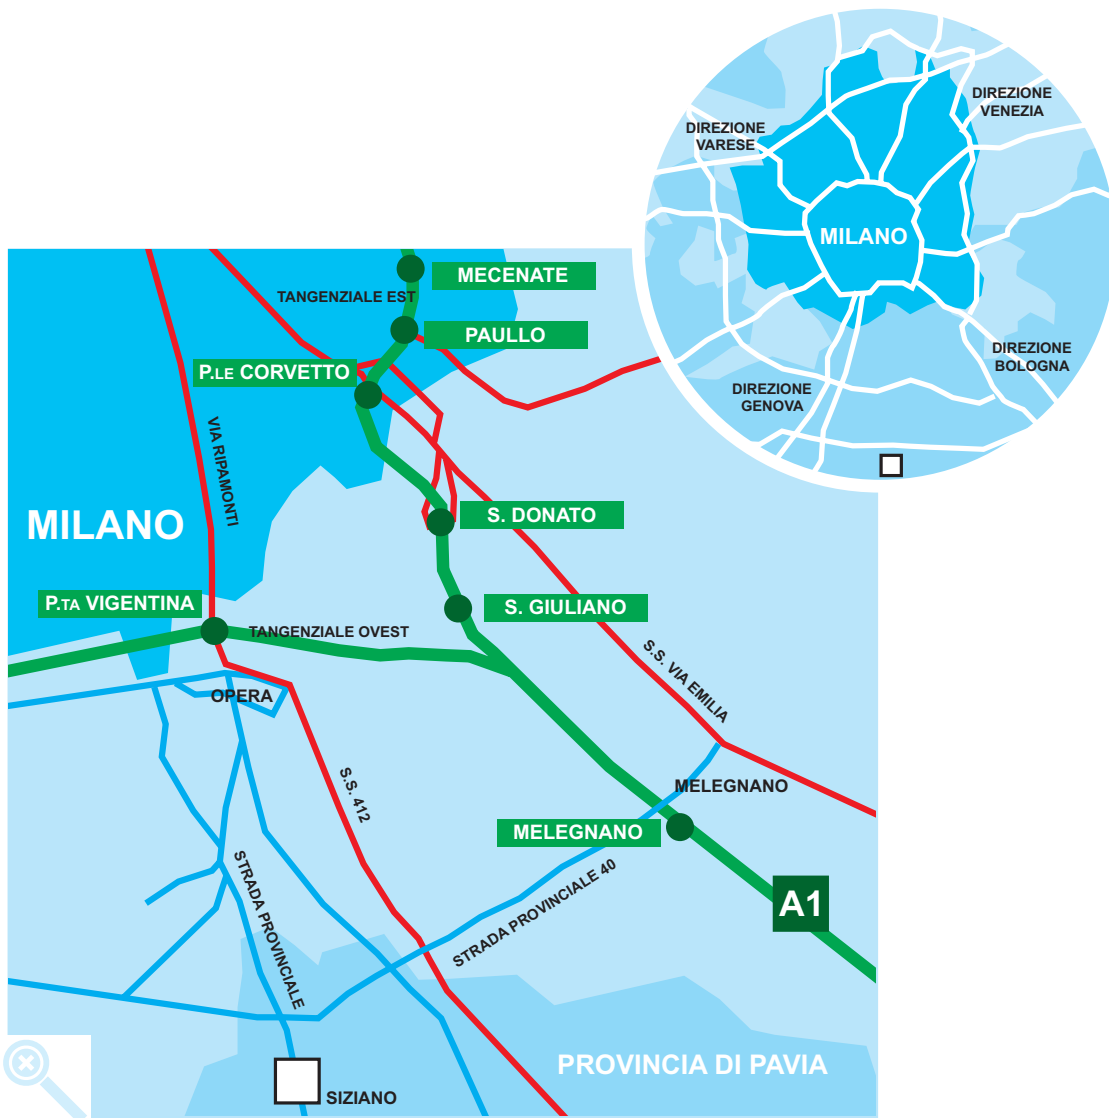 DIREZIONE
VENEZIA
DIREZIONE
VARESE
MILANO
DIREZIONE
BOLOGNA
DIREZIONE
GENOVA
MECENATE
TANGENZIALE EST
PAULLO
P.LE CORVETTO
VIA RIPAMONTI
S. DONATO
MILANO
P.TA VIGENTINA
S. GIULIANO
TANGENZIALE OVEST
S.S. VIA EMILIA
OPERA
S.S. 412
MELEGNANO
MELEGNANO
STRADA PROVINCIALE
STRADA PROVINCIALE 40
A1
PROVINCIA DI PAVIA
SIZIANO